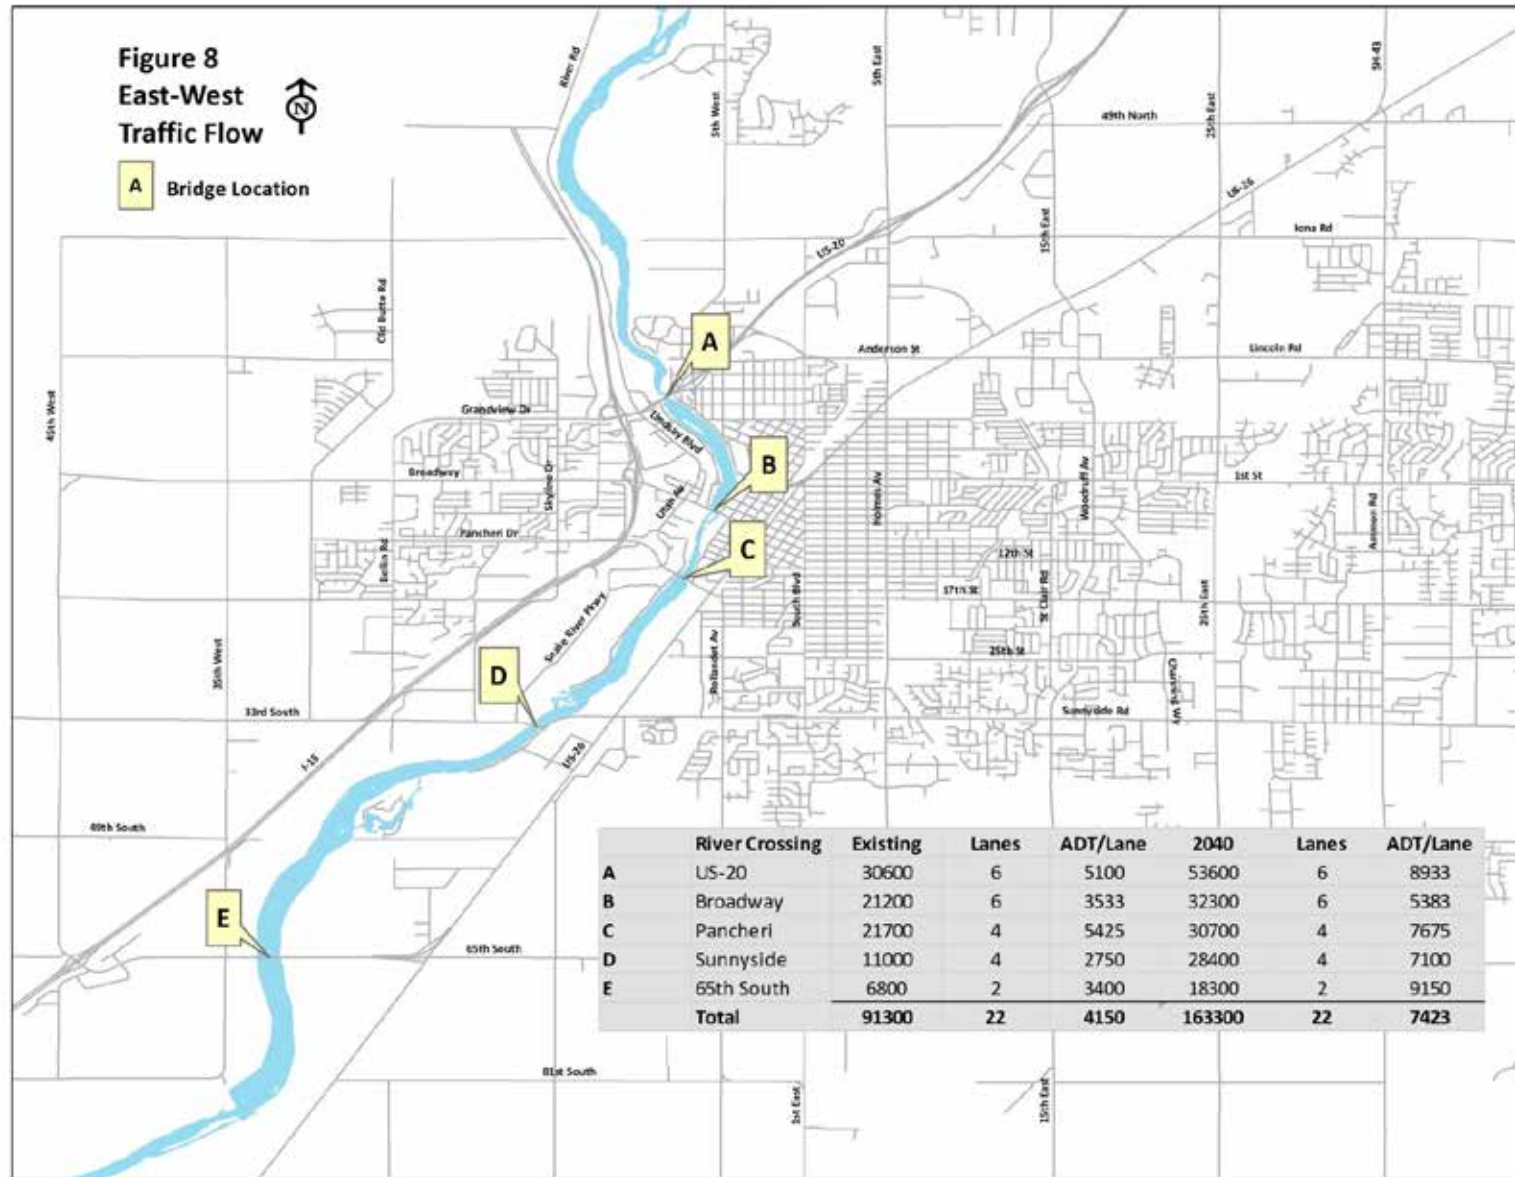 Figure 8
East-West
Traffic Flow
N
A Bridge Location
River Rd
5th West
5th East
49th North
25th East
SH-43
US-26
Iona Rd
15th East
US-20
Old Butte Rd
A
Anderson St
Lincoln Rd
45th West
Grandview Dr
Lindsay Blvd
B
Broadway
Skyline Dr
Utah Av
Holmes Av
Woodruff Av
1st St
Ammon Rd
Pancheri Dr
Bellin Rd
C
12th St
17th St
South Blvd
St Clair Rd
25th East
Snake River Pkwy
35th West
D
Rollandet Av
25th St
Channing Wy
33rd South
Sunnyside Rd
I-15
US-26
49th South
River Crossing Existing Lanes ADT/Lane 2040 Lanes ADT/Lane
A US-20 30600 6 5100 53600 6 8933
B Broadway 21200 6 3533 32300 6 5383
C Pancheri 21700 4 5425 30700 4 7675
D Sunnyside 11000 4 2750 28400 4 7100
E 65th South 6800 2 3400 18300 2 9150
Total 91300 22 4150 163300 22 7423
E
65th South
81st South
1st East
15th East